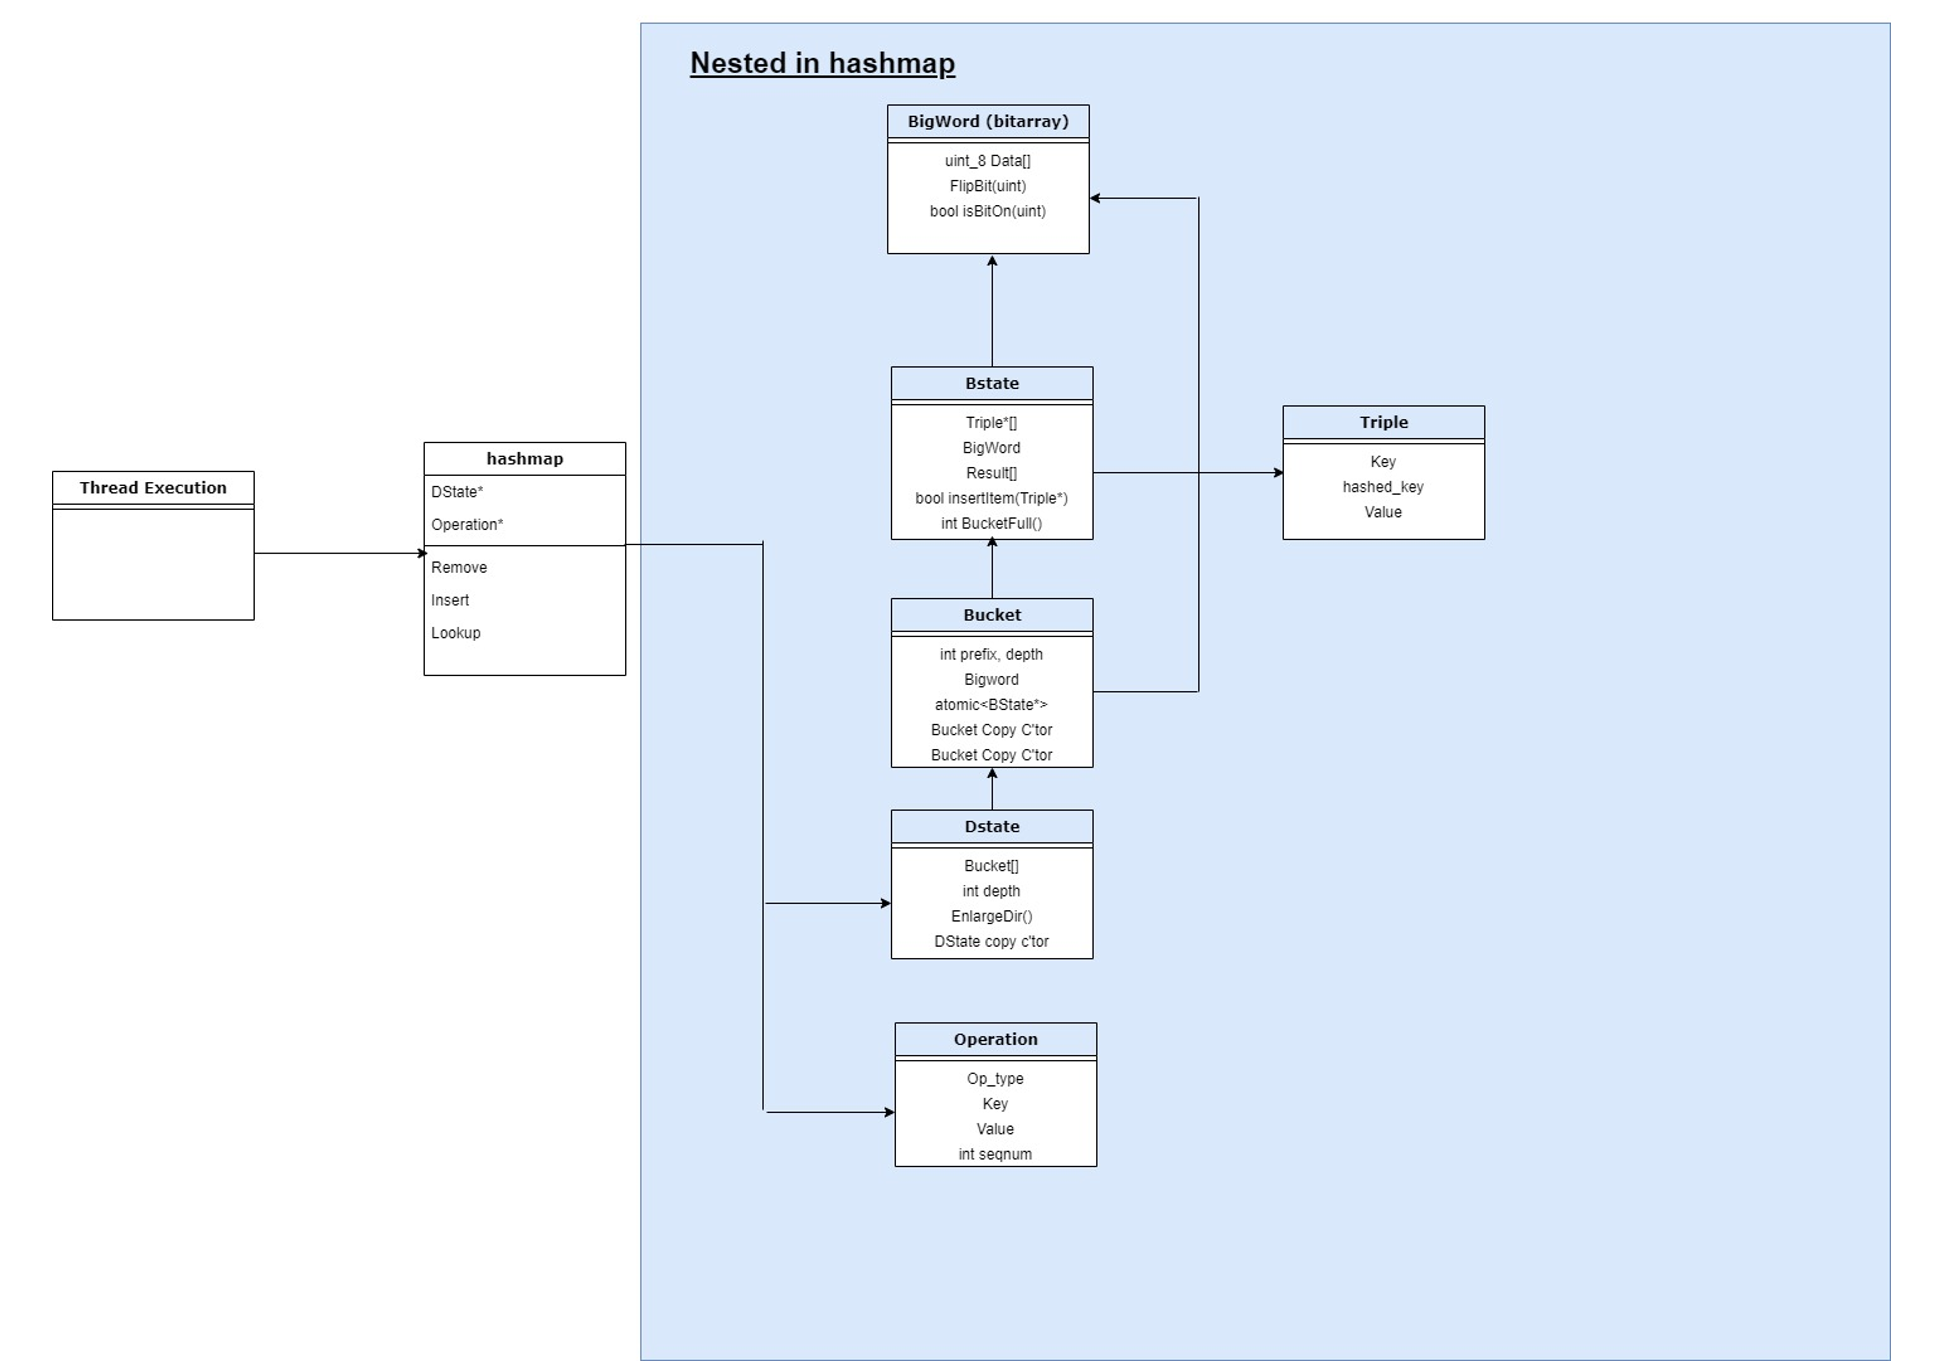 Nested in hashmap
BigWord (bitarray)
uint_8 Data[]
FlipBit(uint)
bool isBitOn(uint)
Bstate
Triple*[]
BigWord
Result[]
bool insertItem(Triple*)
int BucketFull()
Triple
Key
hashed_key
Value
Thread Execution
hashmap
DState*
Operation*
Remove
Insert
Lookup
Bucket
int prefix, depth
Bigword
atomic<BState*>
Bucket Copy C'tor
Bucket Copy C'tor
Dstate
Bucket[]
int depth
EnlargeDir()
DState copy c'tor
Operation
Op_type
Key
Value
int seqnum